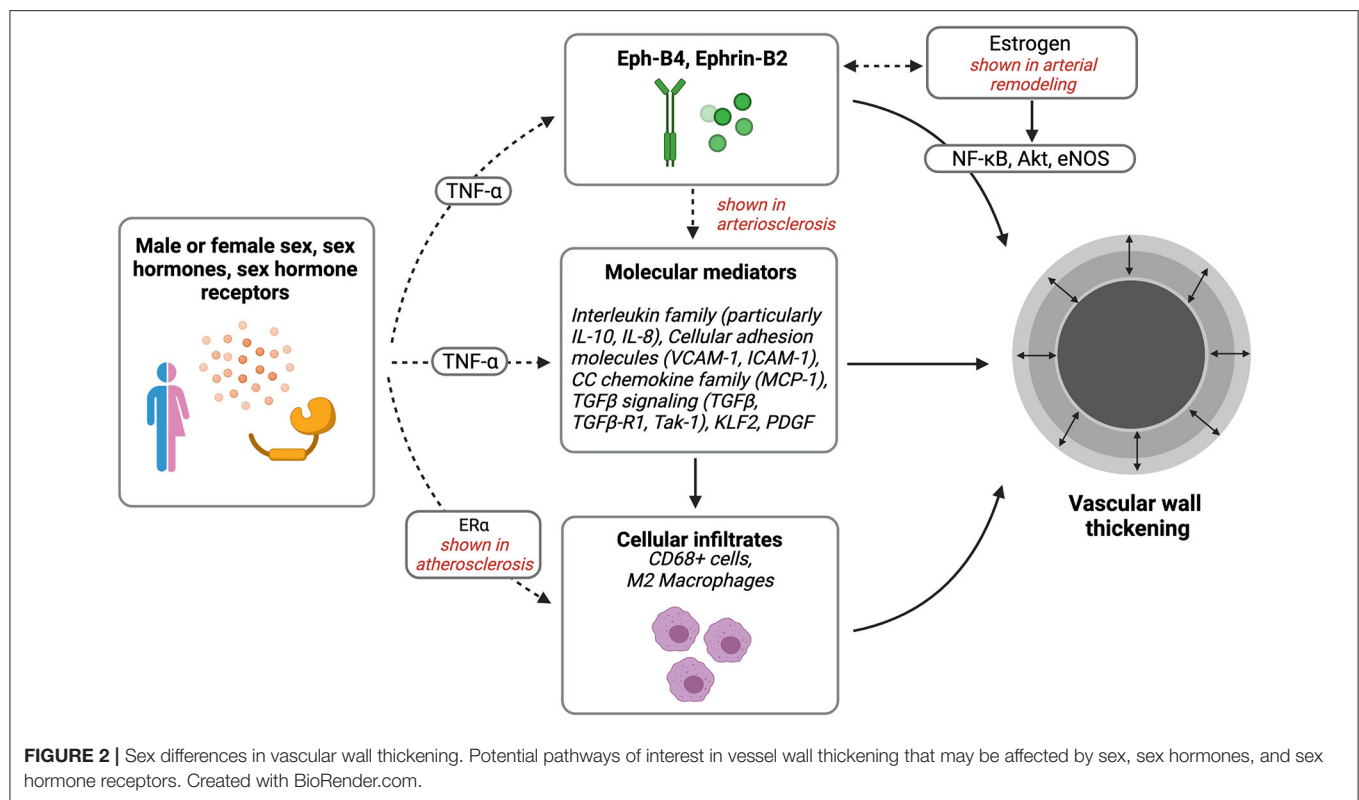 Eph-B4, Ephrin-B2
Estrogen
shown in arterial
remodeling
NF-κB, Akt, eNOS
TNF-α
shown in
arteriosclerosis
Male or female sex, sex
hormones, sex hormone
receptors
Molecular mediators
Interleukin family (particularly
IL-10, IL-8), Cellular adhesion
molecules (VCAM-1, ICAM-1),
CC chemokine family (MCP-1),
TGFβ signaling (TGFβ,
TGFβ-R1, Tak-1), KLF2, PDGF
TNF-α
ERα
shown in
atherosclerosis
Cellular infiltrates
CD68+ cells,
M2 Macrophages
Vascular wall
thickening
FIGURE 2 | Sex differences in vascular wall thickening. Potential pathways of interest in vessel wall thickening that may be affected by sex, sex hormones, and sex
hormone receptors. Created with BioRender.com.